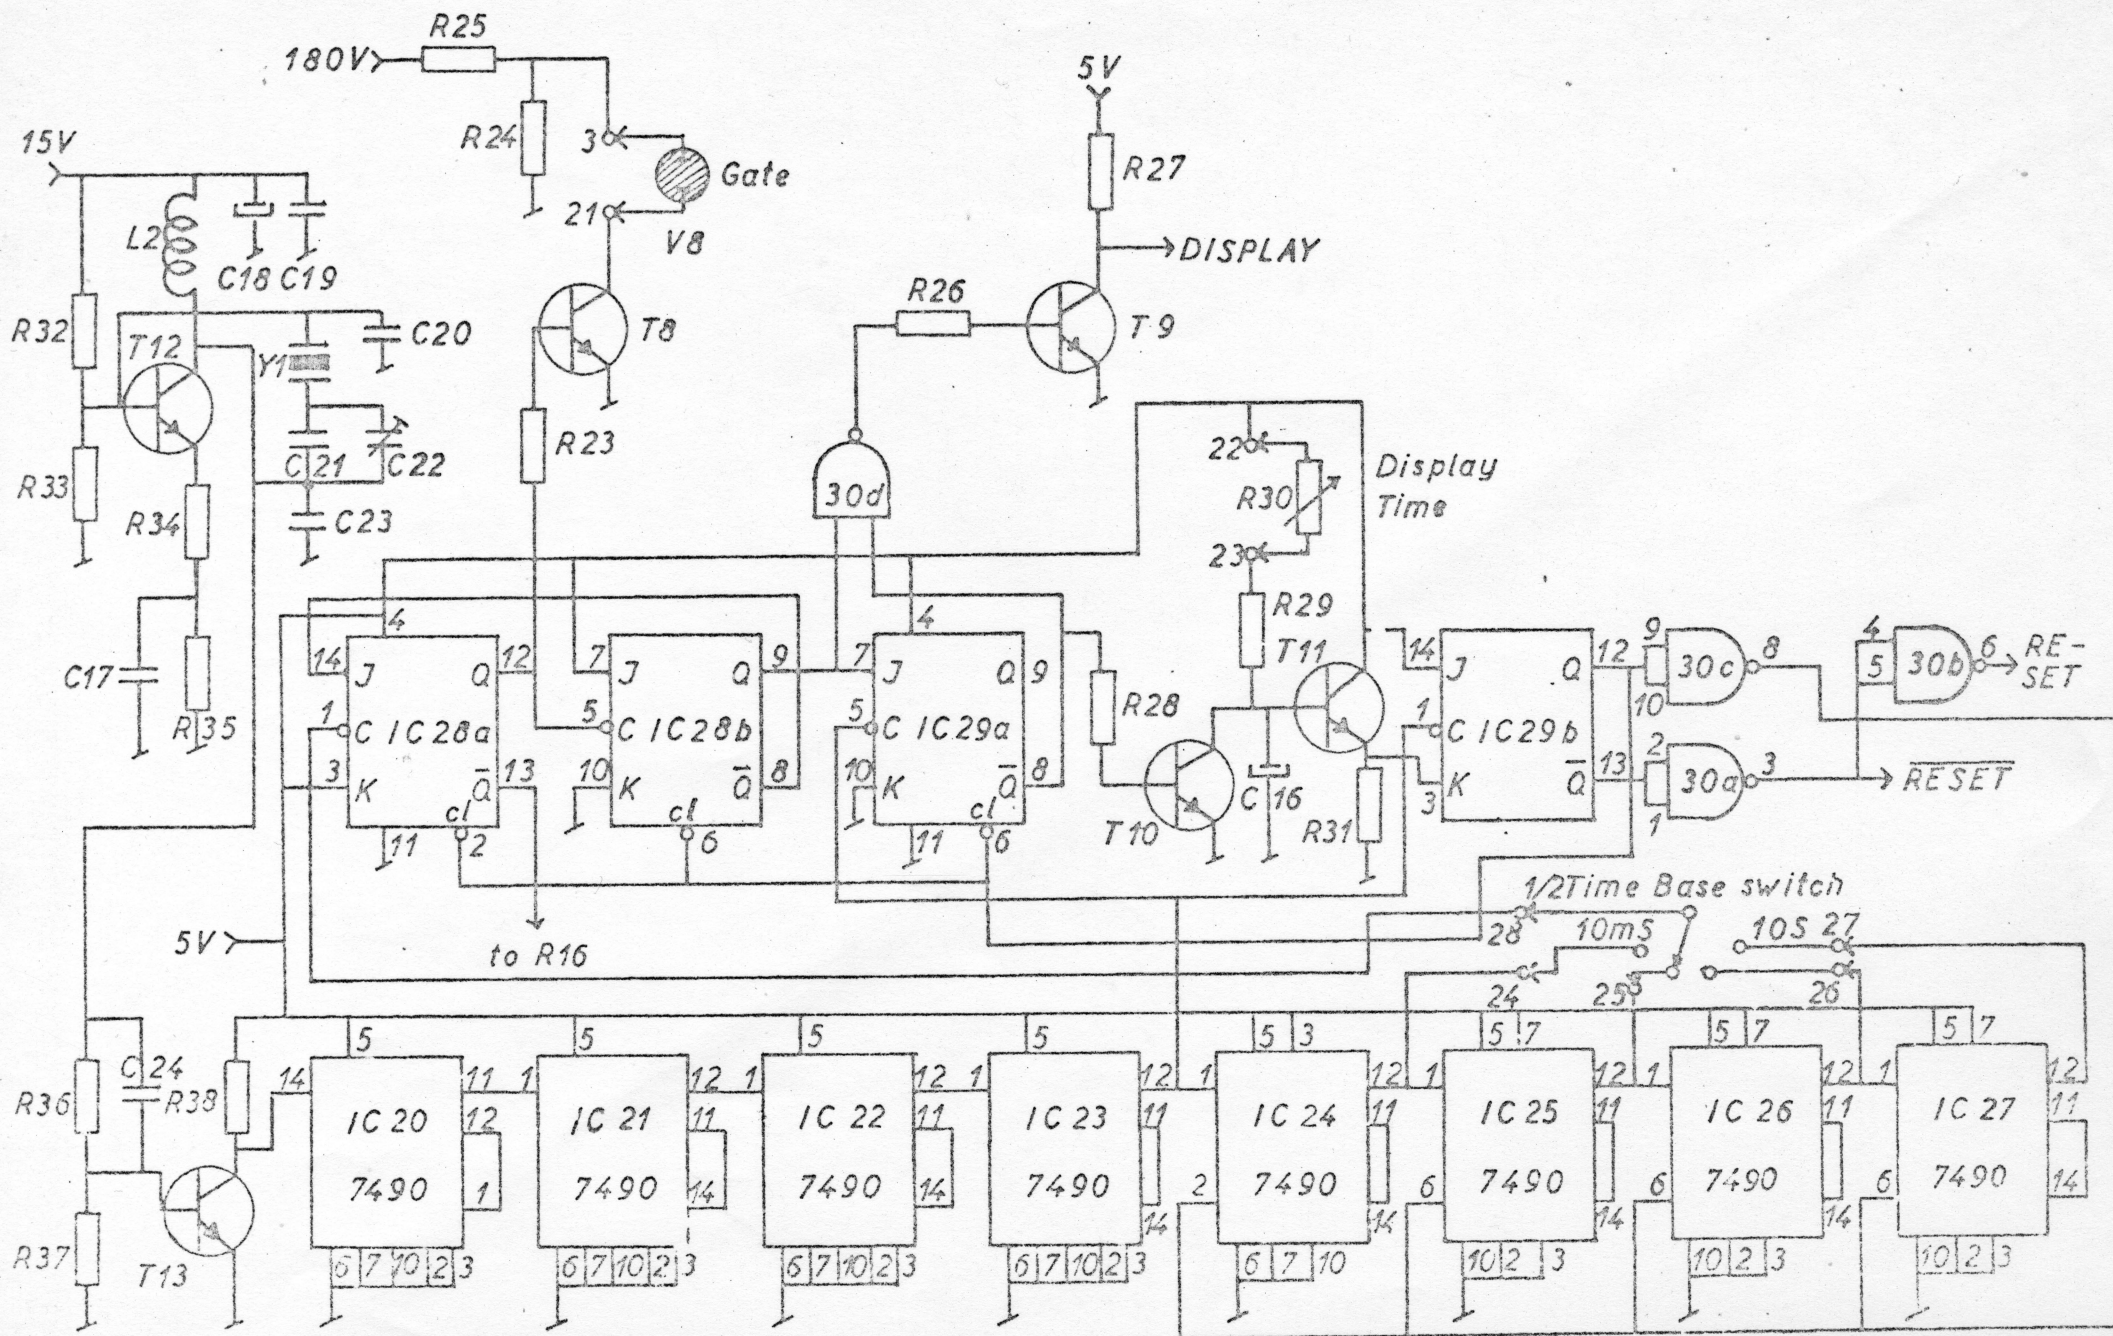 R25
180V
5V
R24
3
Gate
R27
15V
21
V8
L2
DISPLAY
C18 C19
R26
R32
T12
C20
T8
T9
Y1
R23
22
Display
Time
R33
C21
C22
30d
R30
R34
C23
23
R29
4
4
T11
9
4
14
J
Q
12
7
J
Q
9
7
J
Q
9
14
J
Q
12
30c
8
5
30b
6
RE-
SET
C17
R28
10
R35
1
C IC28a
5
C IC28b
5
C IC29a
1
C IC29b
2
3
K
Q̅
13
10
K
Q̅
8
10
K
Q̅
8
C16
K
Q̅
13
30a
3
RESET
3
cl
cl
cl
T10
R31
1
11
2
6
11
6
1/2 Time Base switch
5V
28
10mS
10S 27
to R16
24
25
S
26
5
5
5
5
5
3
5
7
5
7
5
7
C24
14
11
1
12
1
12
1
12
1
12
1
12
1
12
1
12
R36
R38
12
11
11
11
11
11
11
11
IC20
IC21
IC22
IC23
IC24
IC25
IC26
IC27
7490
7490
7490
7490
7490
7490
7490
7490
1
14
14
14
2
14
6
14
6
14
6
14
R37
T13
6 7 10 2 3
6 7 10 2 3
6 7 10 2 3
6 7 10 2 3
6 7 10
10 2 3
10 2 3
10 2 3